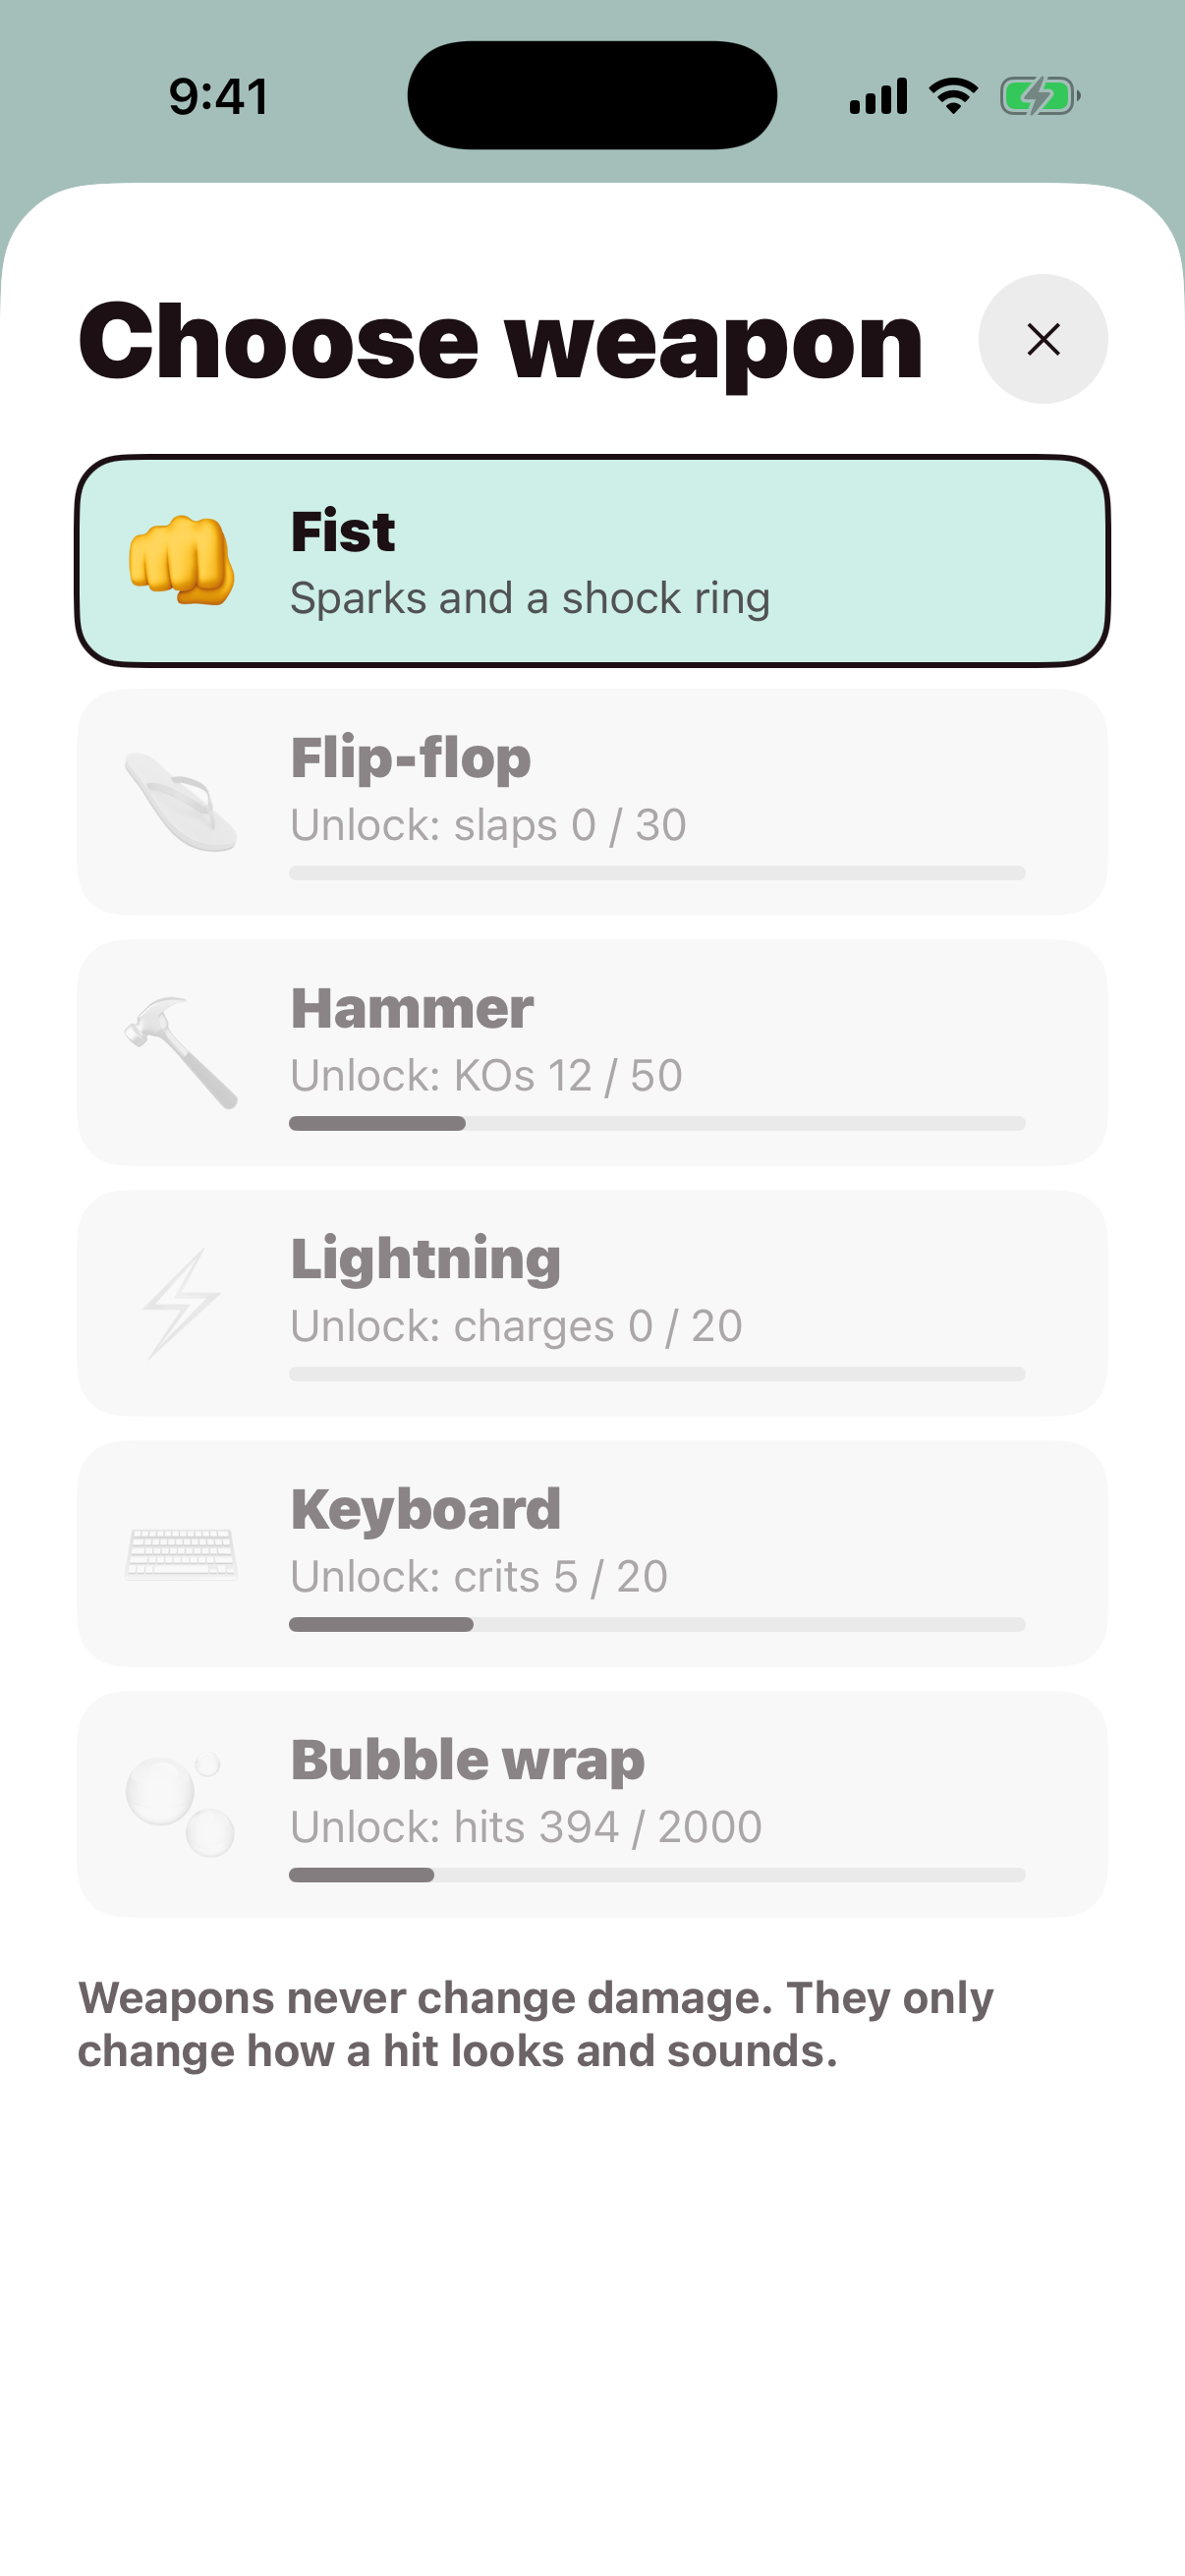 9:41
Choose weapon
Fist
Sparks and a shock ring
Flip-flop
Unlock: slaps 0 / 30
Hammer
Unlock: KOs 12 / 50
Lightning
Unlock: charges 0 / 20
Keyboard
Unlock: crits 5 / 20
Bubble wrap
Unlock: hits 394 / 2000
Weapons never change damage. They only
change how a hit looks and sounds.